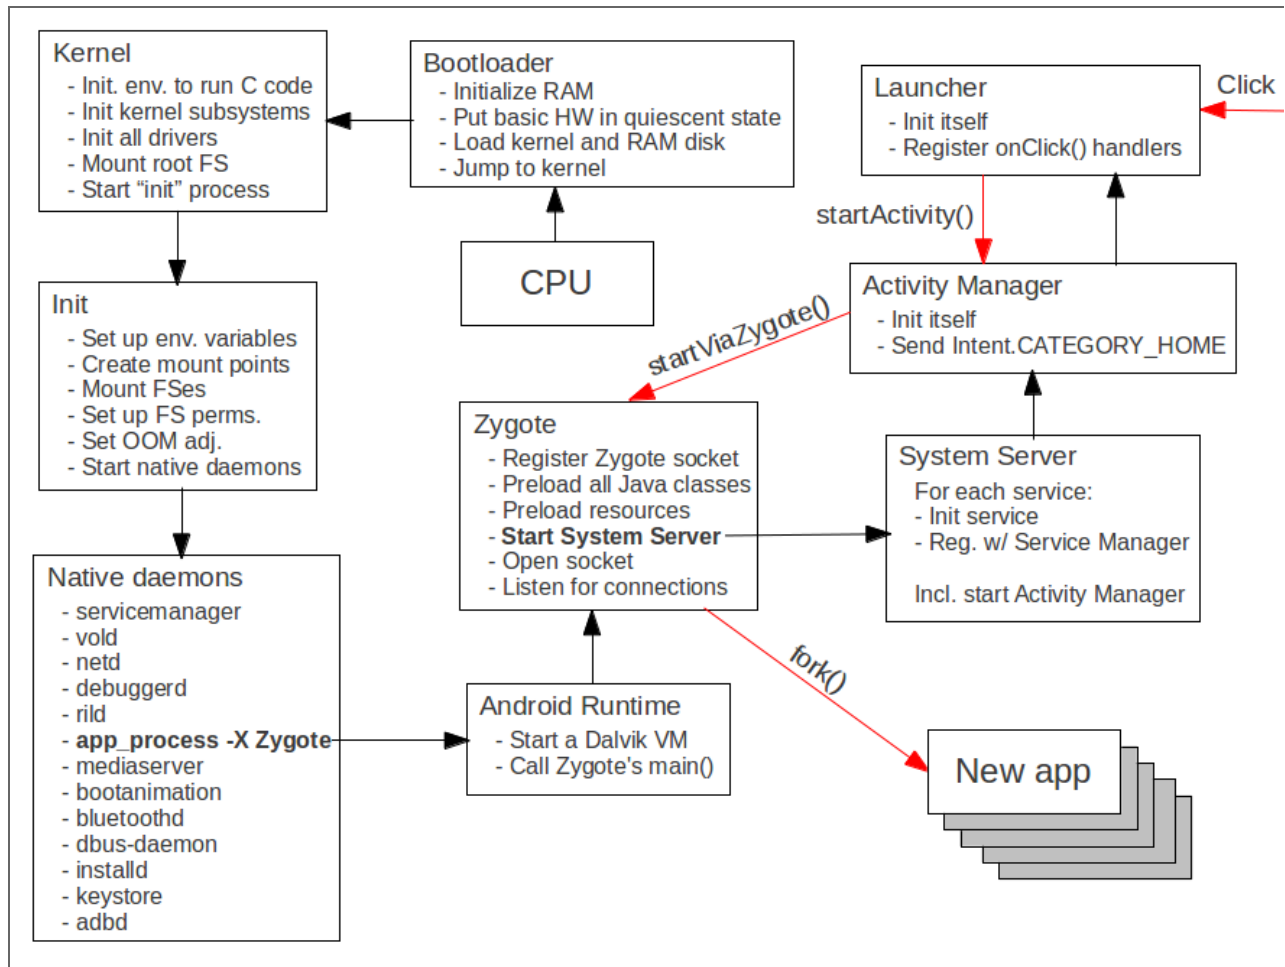 Kernel
- Init. env. to run C code
- Init kernel subsystems
- Init all drivers
- Mount root FS
- Start “init” process
Bootloader
- Initialize RAM
- Put basic HW in quiescent state
- Load kernel and RAM disk
- Jump to kernel
CPU
Launcher
- Init itself
- Register onClick() handlers
Click
startActivity()
Activity Manager
- Init itself
- Send Intent.CATEGORY_HOME
startViaZygote()
Init
- Set up env. variables
- Create mount points
- Mount FSes
- Set up FS perms.
- Set OOM adj.
- Start native daemons
Zygote
- Register Zygote socket
- Preload all Java classes
- Preload resources
- Start System Server
- Open socket
- Listen for connections
System Server
For each service:
- Init service
- Reg. w/ Service Manager
Incl. start Activity Manager
Native daemons
- servicemanager
- vold
- netd
- debuggerd
- rild
- app_process -X Zygote
- mediaserver
- bootanimation
- bluetoothd
- dbus-daemon
- installd
- keystore
- adbd
Android Runtime
- Start a Dalvik VM
- Call Zygote's main()
fork()
New app